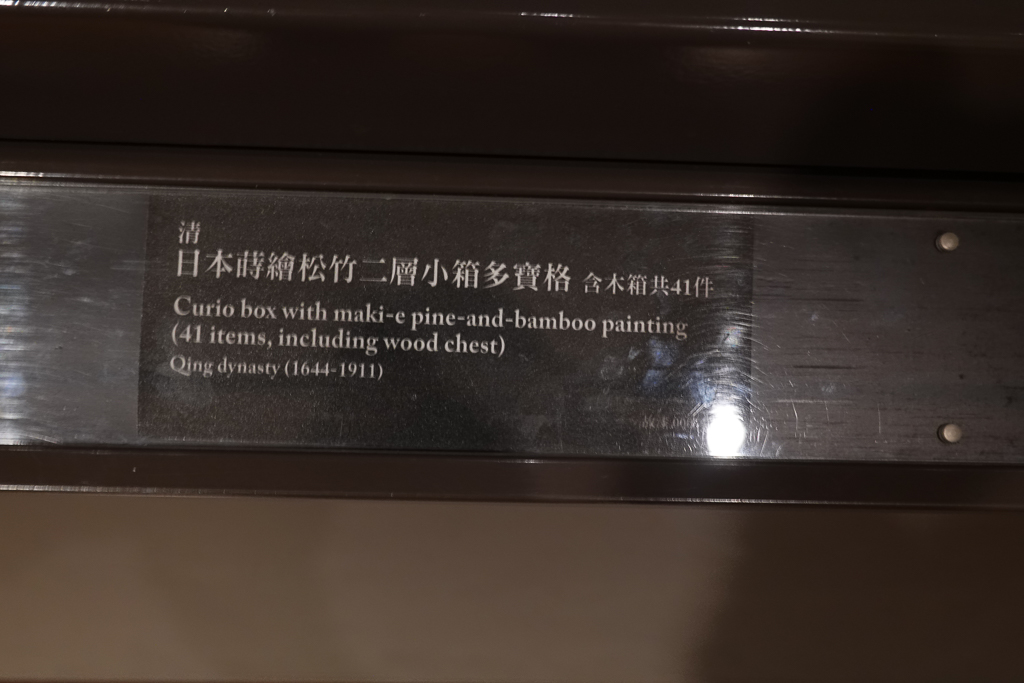 清
日本蒔繪松竹二層小箱多寶格 含木箱共41件
Curio box with maki-e pine-and-bamboo painting
(41 items, including wood chest)
Qing dynasty (1644-1911)